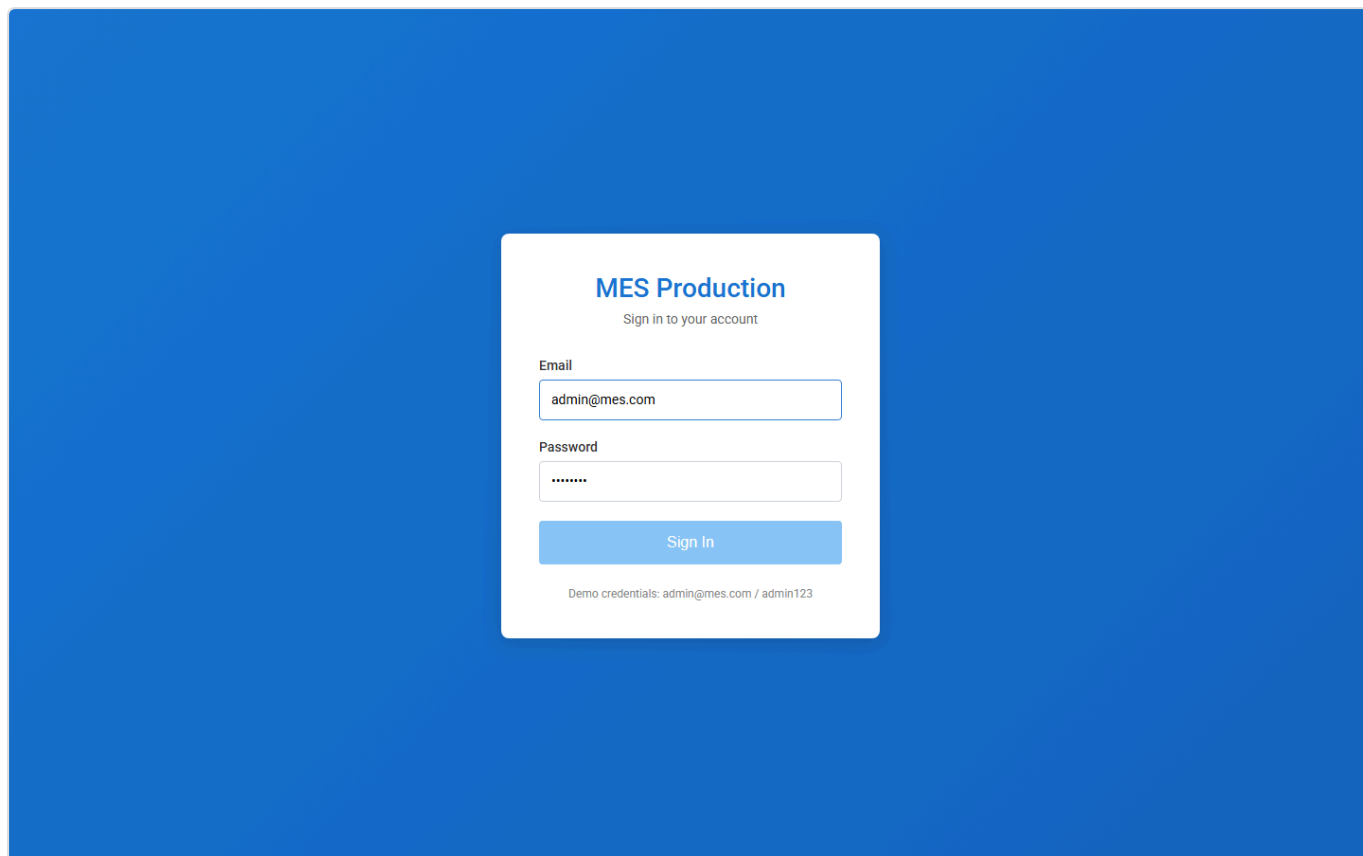 MES Production
Sign in to your account
Email
admin@mes.com
Password
••••••••
Sign In
Demo credentials: admin@mes.com / admin123